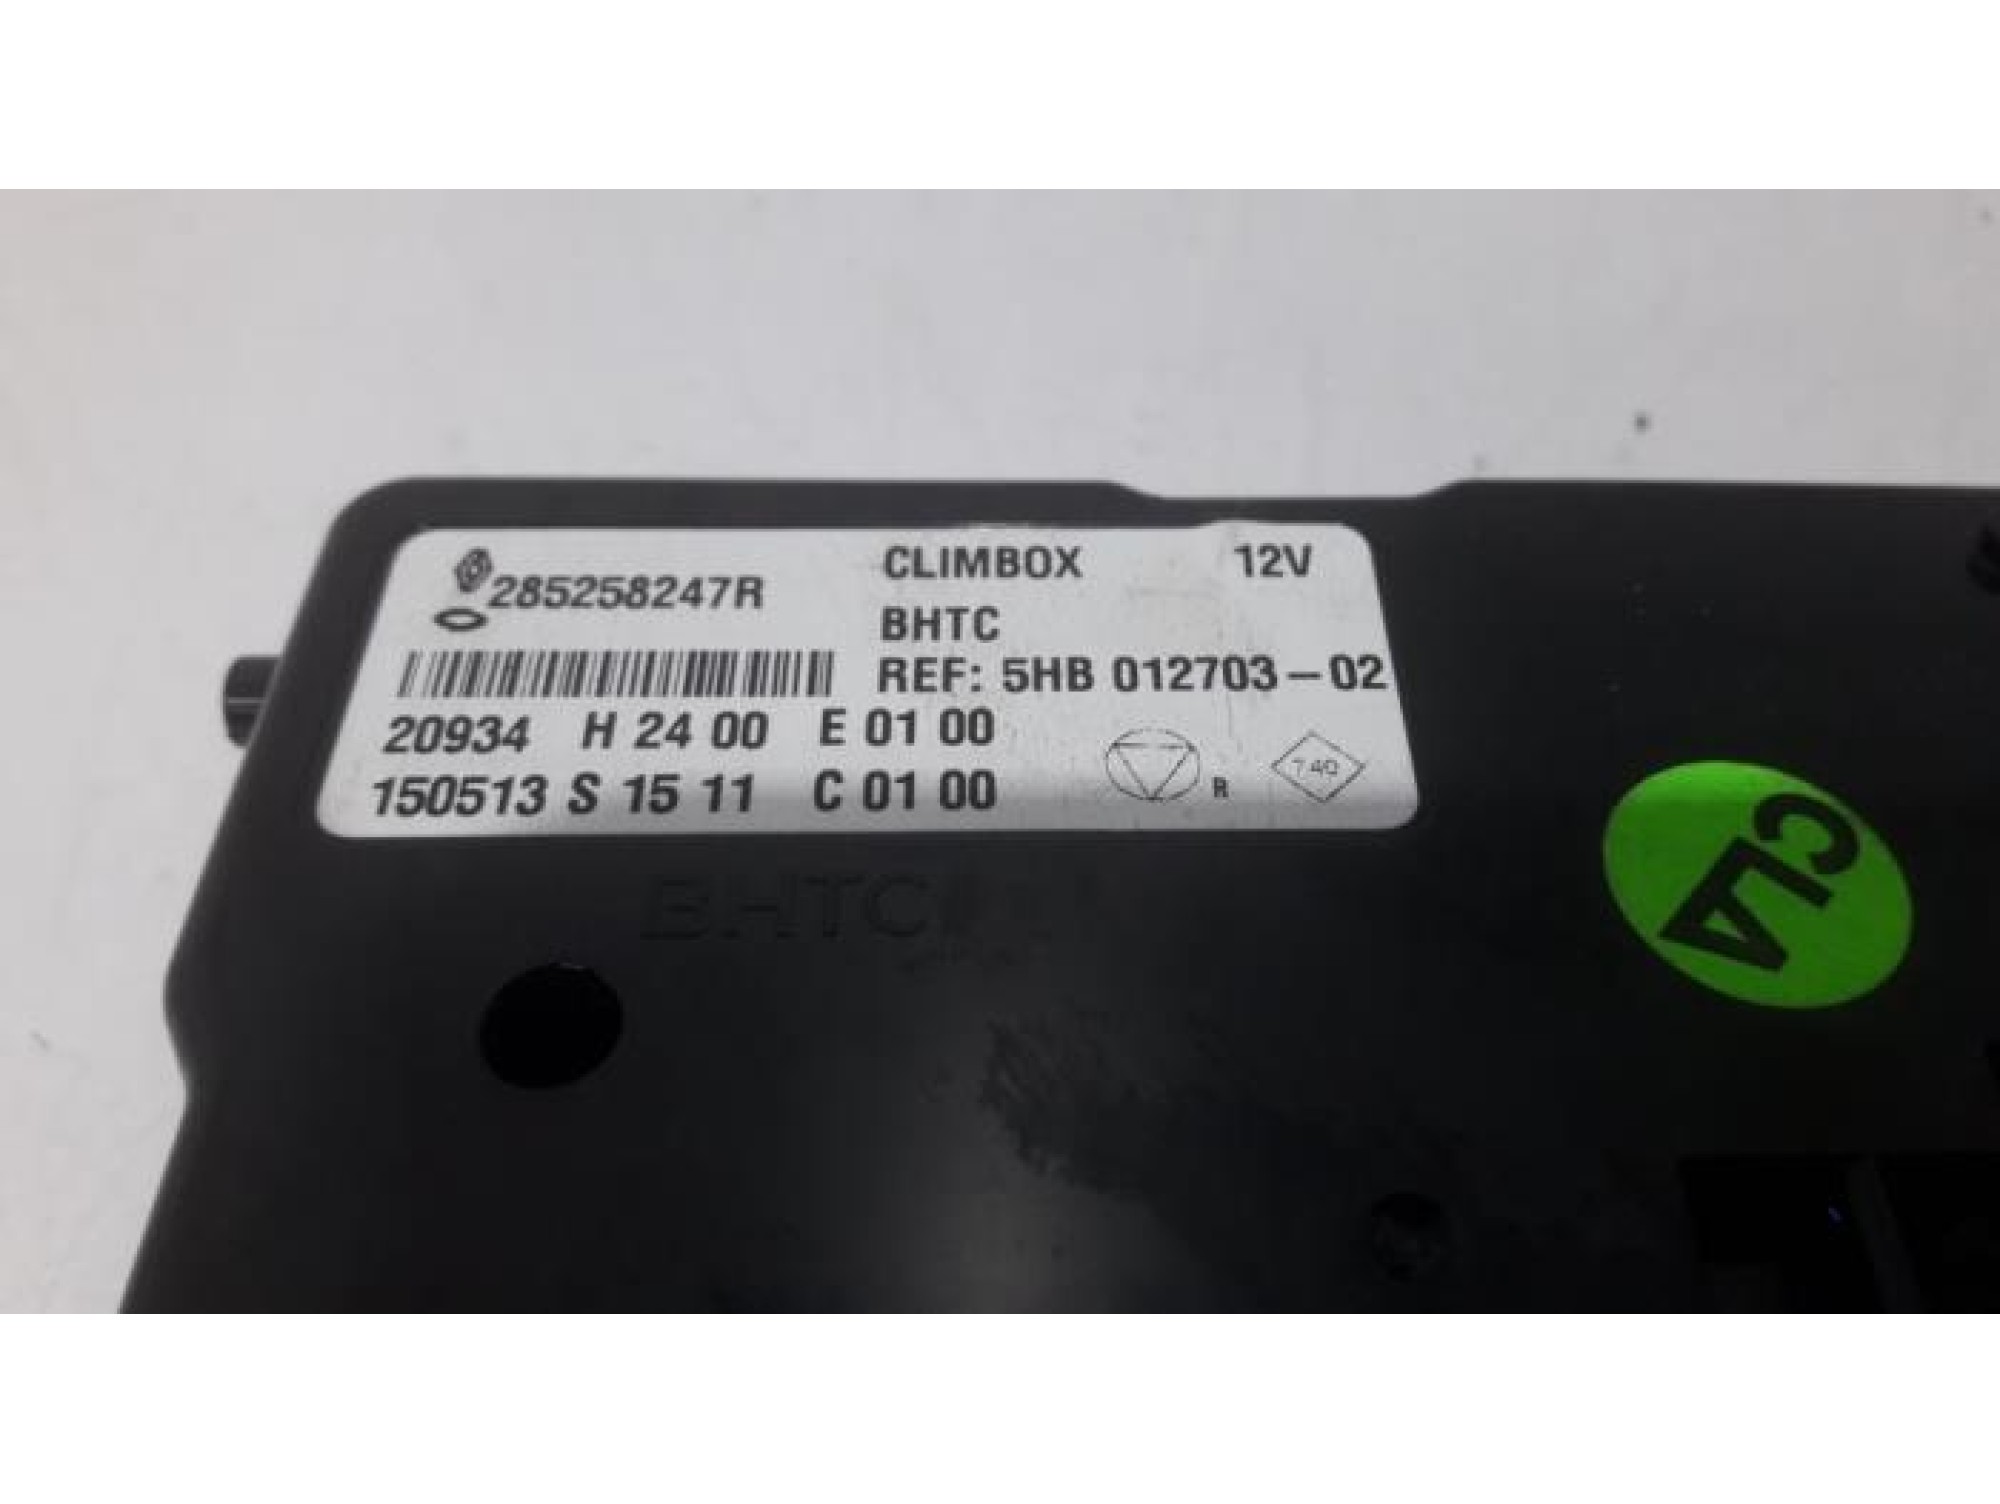 285258247R
CLIMBOX 12V
BHTC
REF: 5HB 012703-02
20934 H 24 00 E 01 00
150513 S 15 11 C 01 00
R
740
BHTC
CLA